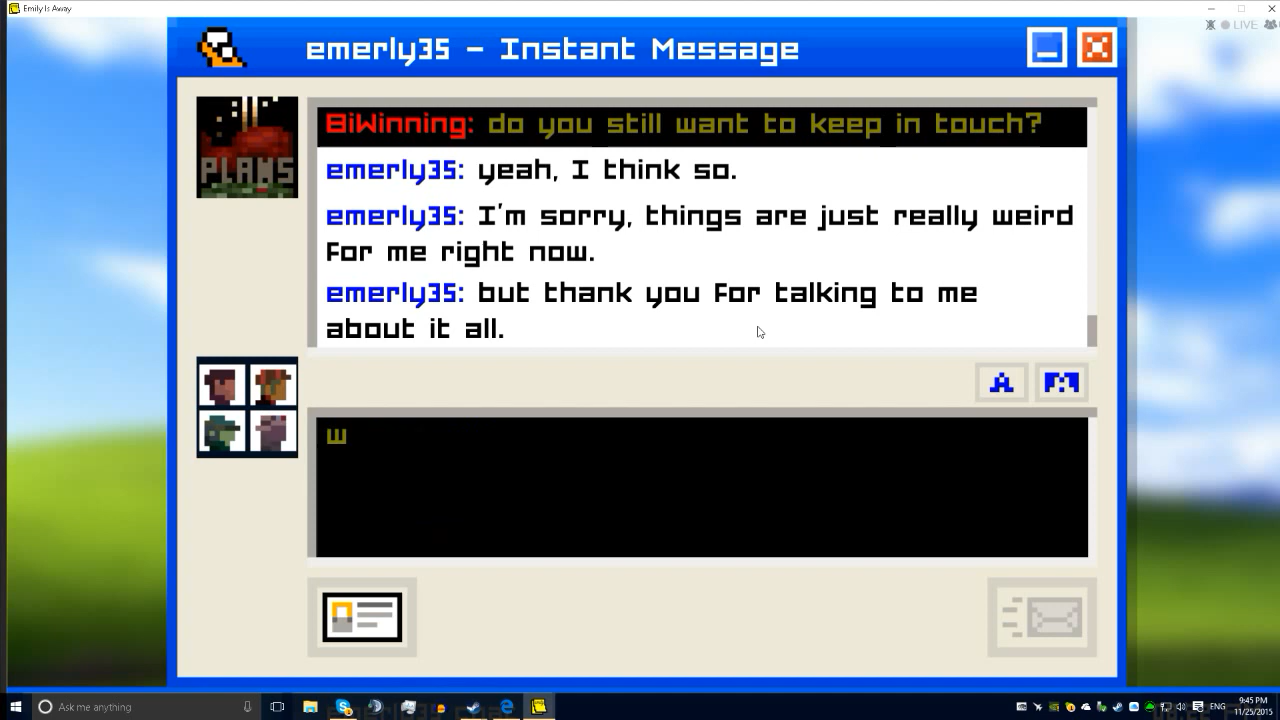 Emily Is Away
LIVE
emerly35 - Instant Message
PLANS
BiWinning: do you still want to keep in touch?
emerly35: yeah, I think so.
emerly35: I'm sorry, things are just really weird
for me right now.
emerly35: but thank you for talking to me
about it all.
A
w
Ask me anything
ENG
9:45 PM
11/25/2015